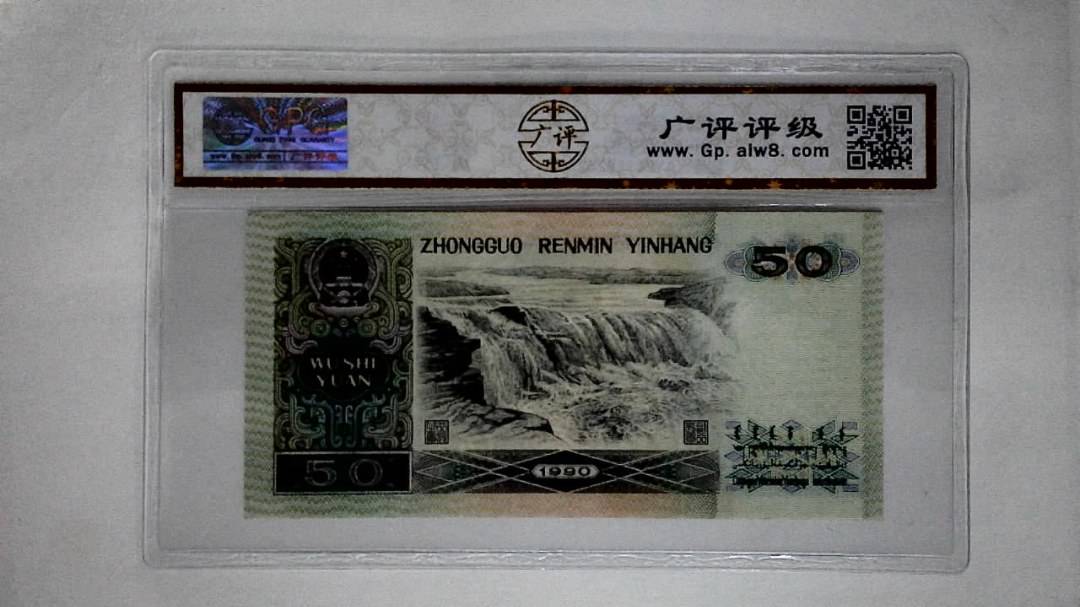 GPG
广评
广评评级
www. Gp. alw8. com
ZHONGGUO RENMIN YINHANG
50
WU SHI
YUAN
50
1990